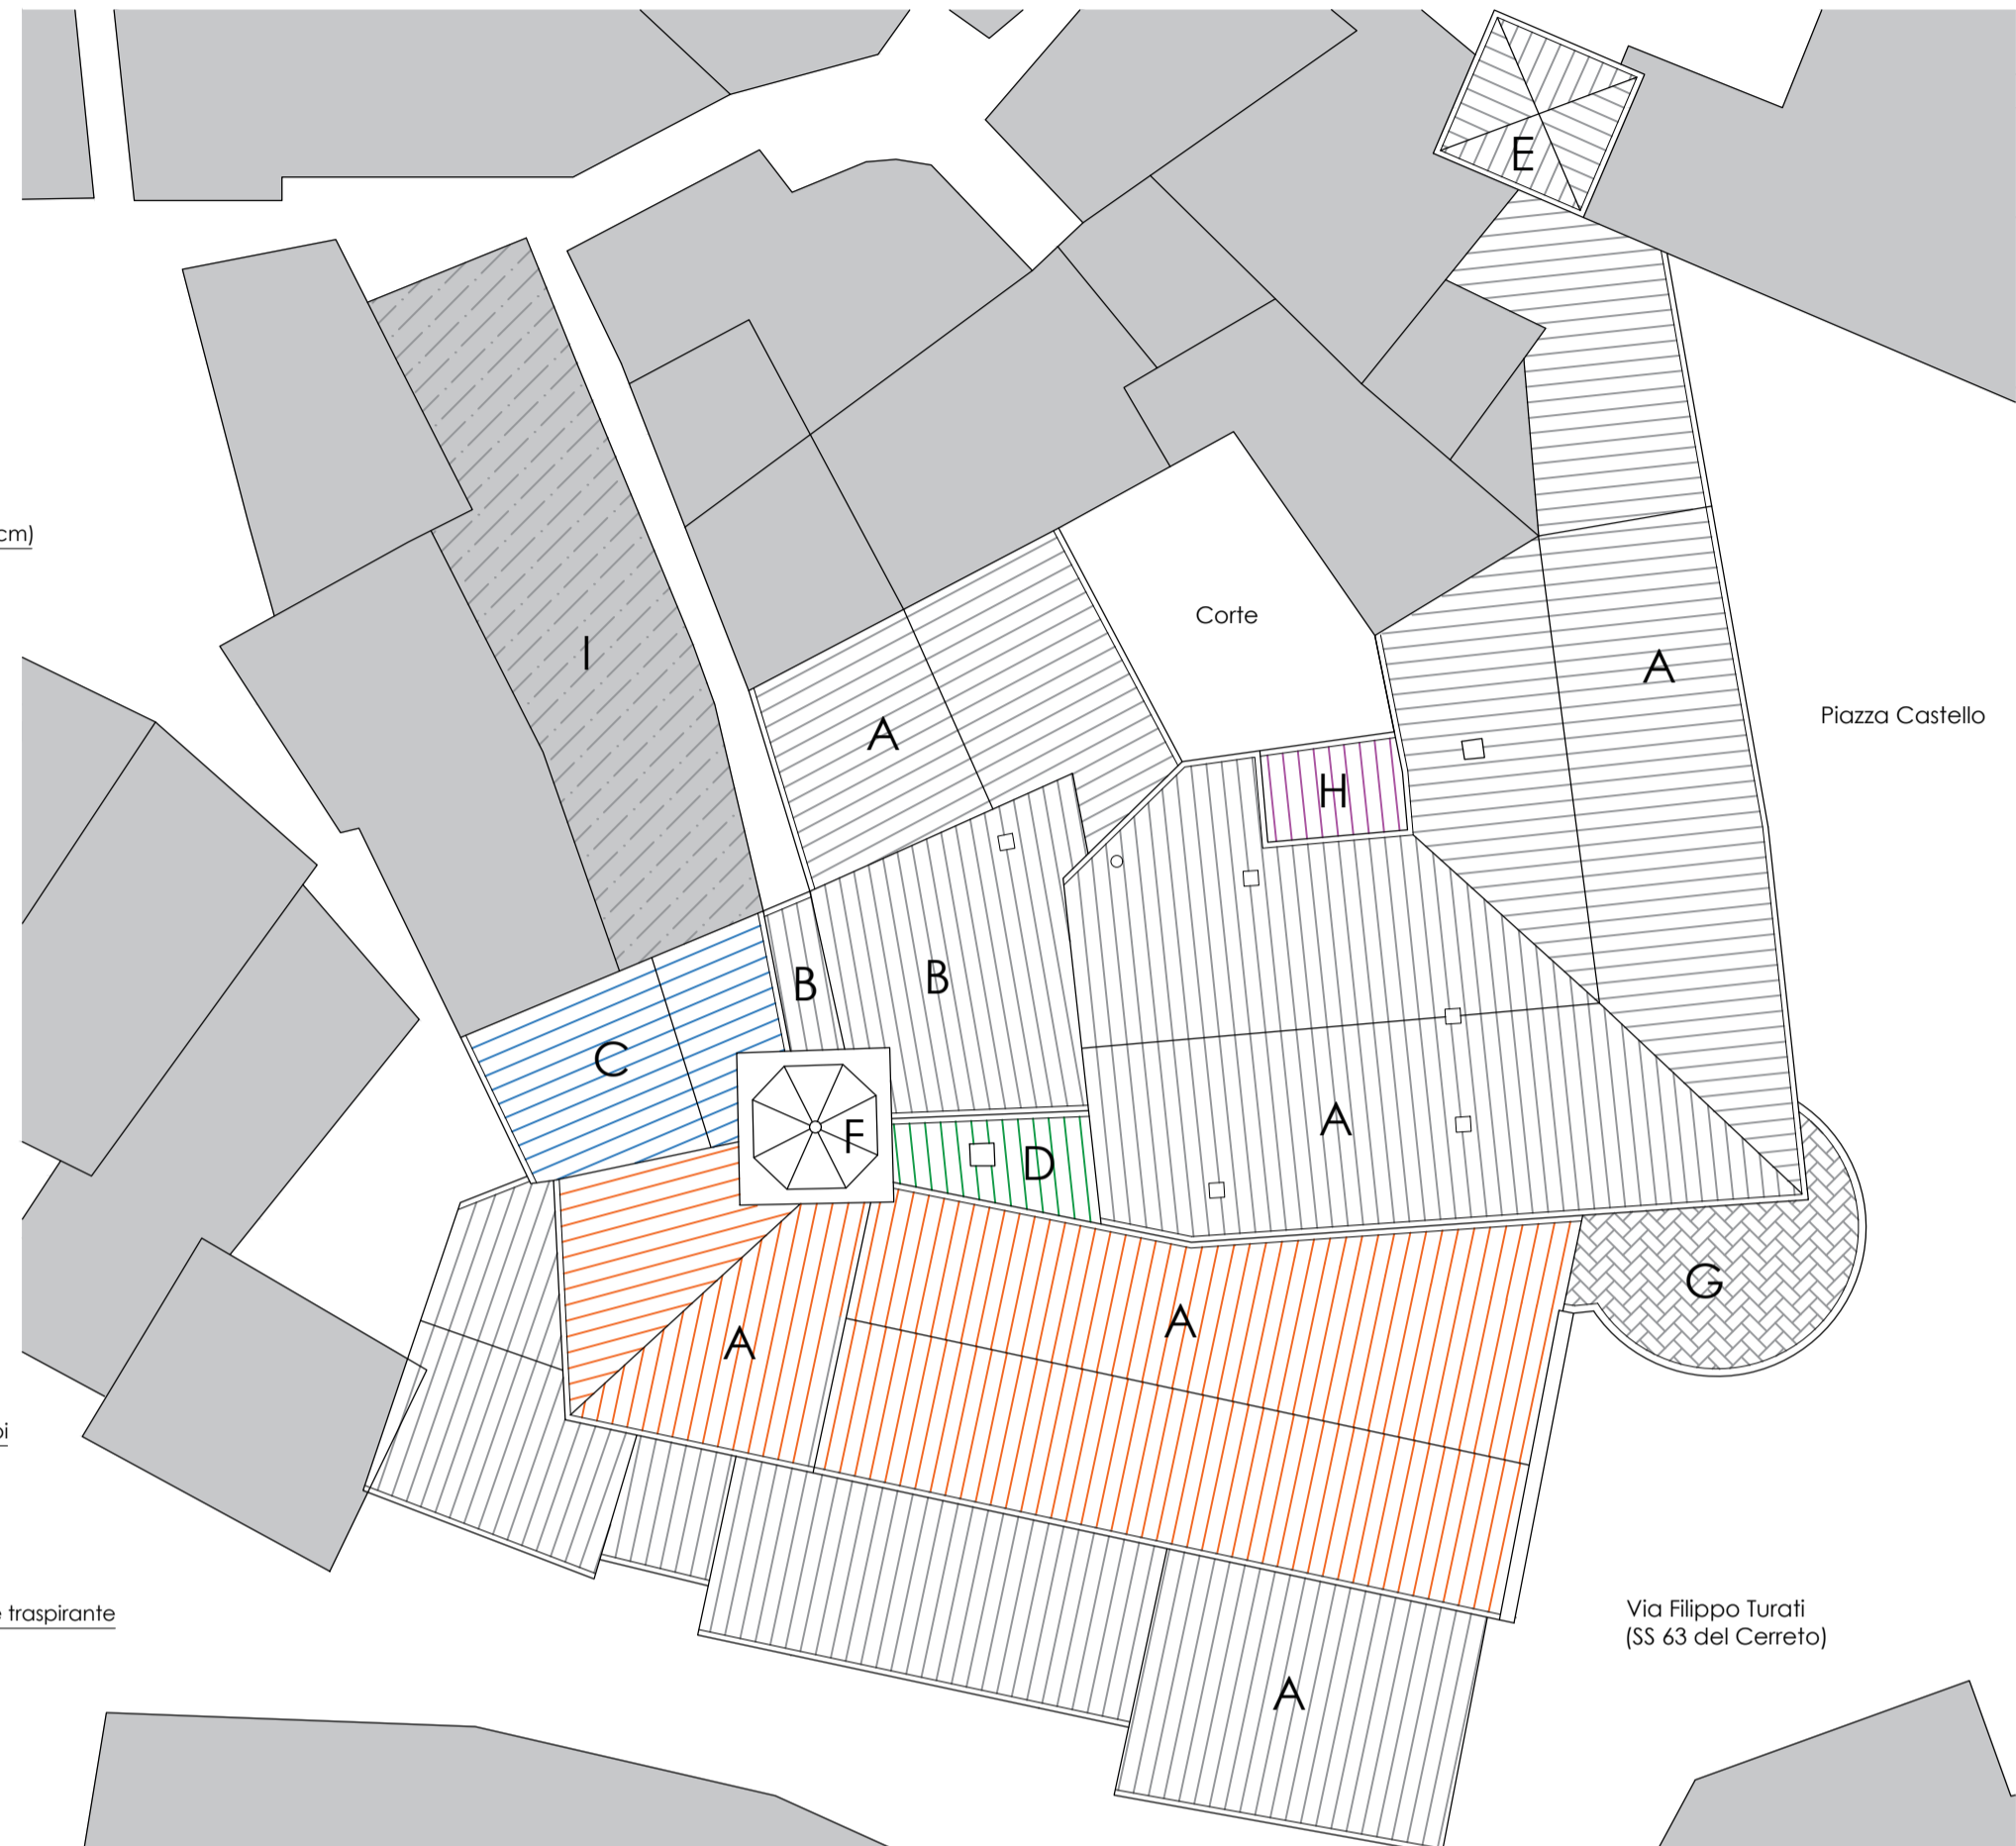 E
cm)
Corte
I
A
Piazza Castello
A
H
B
B
C
A
F
D
G
A
A
pi
e traspirante
Via Filippo Turati
(SS 63 del Cerreto)
A